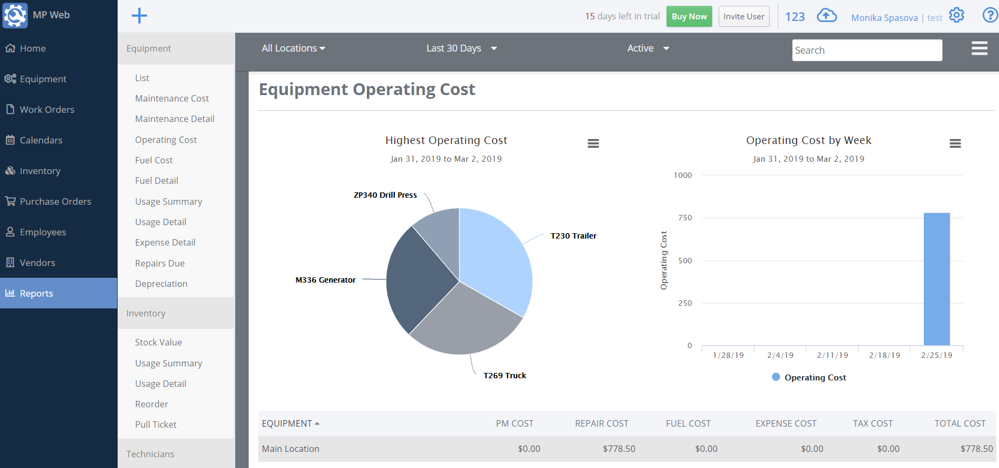 MP Web
15 days left in trial
Buy Now
Invite User
123
Monika Spasova | test
Home
Equipment
Work Orders
Calendars
Inventory
Purchase Orders
Employees
Vendors
Reports
Equipment
List
Maintenance Cost
Maintenance Detail
Operating Cost
Fuel Cost
Fuel Detail
Usage Summary
Usage Detail
Expense Detail
Repairs Due
Depreciation
Inventory
Stock Value
Usage Summary
Usage Detail
Reorder
Pull Ticket
Technicians
All Locations
Last 30 Days
Active
Search
Equipment Operating Cost
Highest Operating Cost
Jan 31, 2019 to Mar 2, 2019
ZP340 Drill Press
T230 Trailer
M336 Generator
T269 Truck
Operating Cost by Week
Jan 31, 2019 to Mar 2, 2019
Operating Cost
1000
750
500
250
0
1/28/19 2/4/19 2/11/19 2/18/19 2/25/19
Operating Cost
EQUIPMENT PM COST REPAIR COST FUEL COST EXPENSE COST TAX COST TOTAL COST
Main Location $0.00 $778.50 $0.00 $0.00 $0.00 $778.50